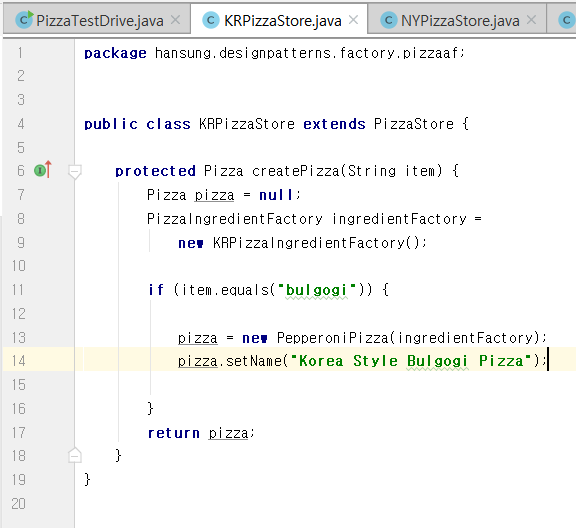 PizzaTestDrive.java × KRPizzaStore.java × NYPizzaStore.java ×
1 package hansung.designpatterns.factory.pizzaaf;
2
3
4 public class KRPizzaStore extends PizzaStore {
5
6 protected Pizza createPizza(String item) {
7 Pizza pizza = null;
8 PizzaIngredientFactory ingredientFactory =
9 new KRPizzaIngredientFactory();
10
11 if (item.equals("bulgogi")) {
12
13 pizza = new PepperoniPizza(ingredientFactory);
14 pizza.setName("Korea Style Bulgogi Pizza");
15
16 }
17 return pizza;
18 }
19 }
20